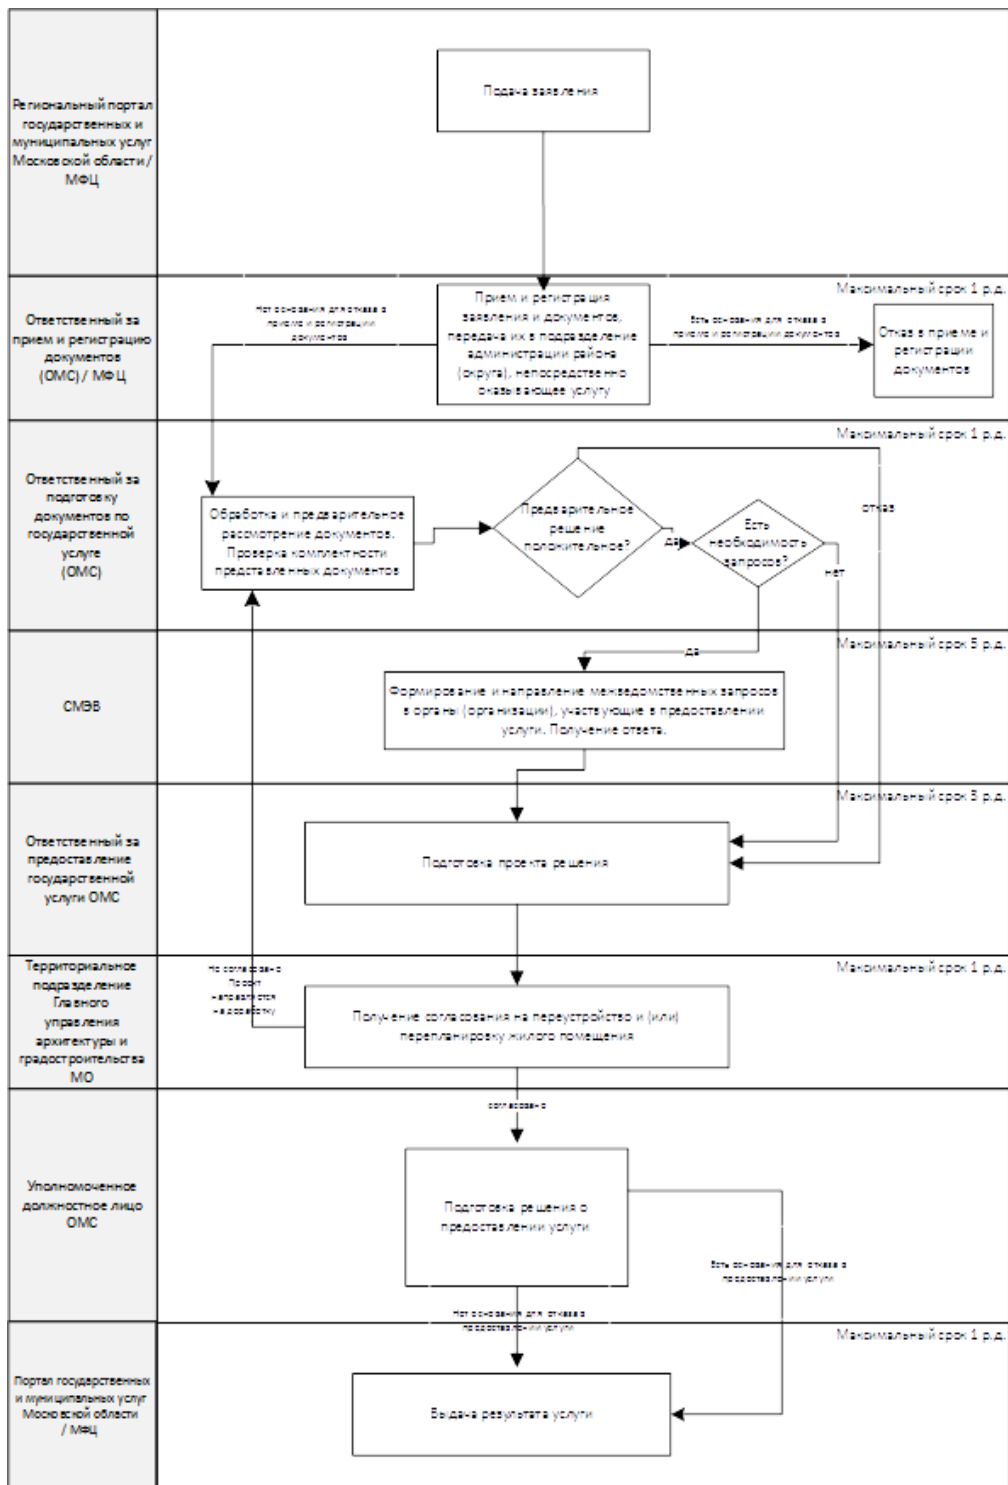 Региональный портал
государственных и
муниципальных услуг
Московской области /
МФЦ
Подача заявления
Ответственный за
прием и регистрацию
документов
(ОМС) / МФЦ
Максимальный срок 1 р.д.
Нет основания для отказа в
приеме и регистрации
документов
Прием и регистрация
заявления и документов,
передача их в подразделение
администрации района
(округа), непосредственно
оказывающее услугу
Есть основания для отказа в
приеме и регистрации документов
Отказ в приеме и
регистрации
документов
Ответственный за
подготовку
документов по
государственной
услуге
(ОМС)
Максимальный срок 1 р.д.
Обработка и предварительное
рассмотрение документов.
Проверка комплектности
представленных документов
Предварительное
решение
положительное?
да
Есть
необходимость
запросов?
нет
отказ
СМЭВ
Максимальный срок 5 р.д.
да
Формирование и направление межведомственных запросов
в органы (организации), участвующие в предоставлении
услуги. Получение ответа.
Ответственный за
предоставление
государственной
услуги ОМС
Максимальный срок 3 р.д.
Подготовка проекта решения
Территориальное
подразделение
Главного
управления
архитектуры и
градостроительства
МО
Максимальный срок 1 р.д.
Не согласовано
Проект
направляется
на доработку
Получение согласования на переустройство и (или)
перепланировку жилого помещения
Уполномоченное
должностное лицо
ОМС
согласовано
Подготовка решения о
предоставлении услуги
Есть основания для отказа в
предоставлении услуги
Нет основания для отказа в
предоставлении услуги
Портал государственных
и муниципальных услуг
Московской области
/ МФЦ
Максимальный срок 1 р.д.
Выдача результата услуги